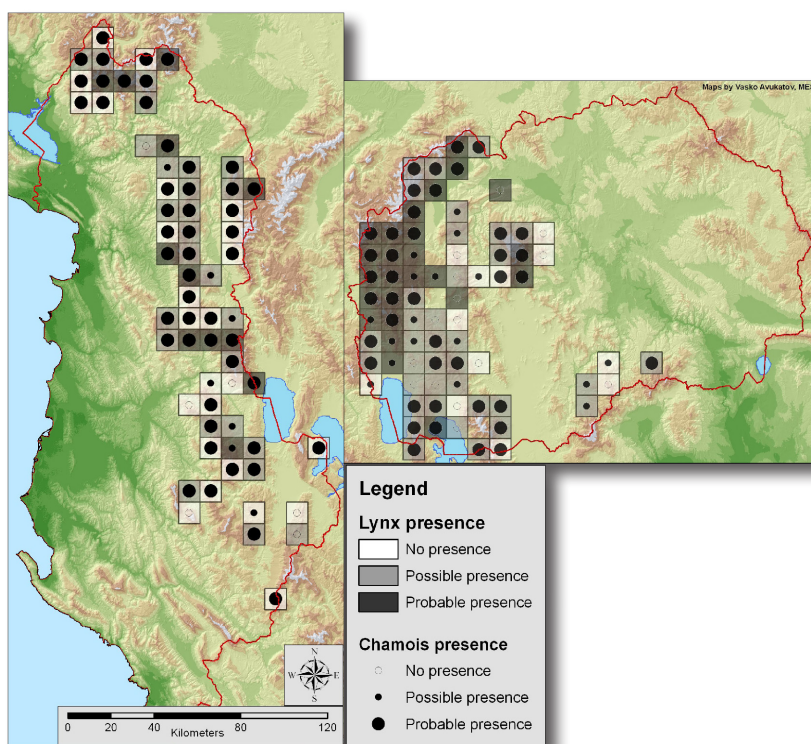 Maps by Vasko Avukatov, MES
Legend
Lynx presence
No presence
Possible presence
Probable presence
Chamois presence
No presence
Possible presence
Probable presence
N
W E
S
0 20 40 80 120
Kilometers